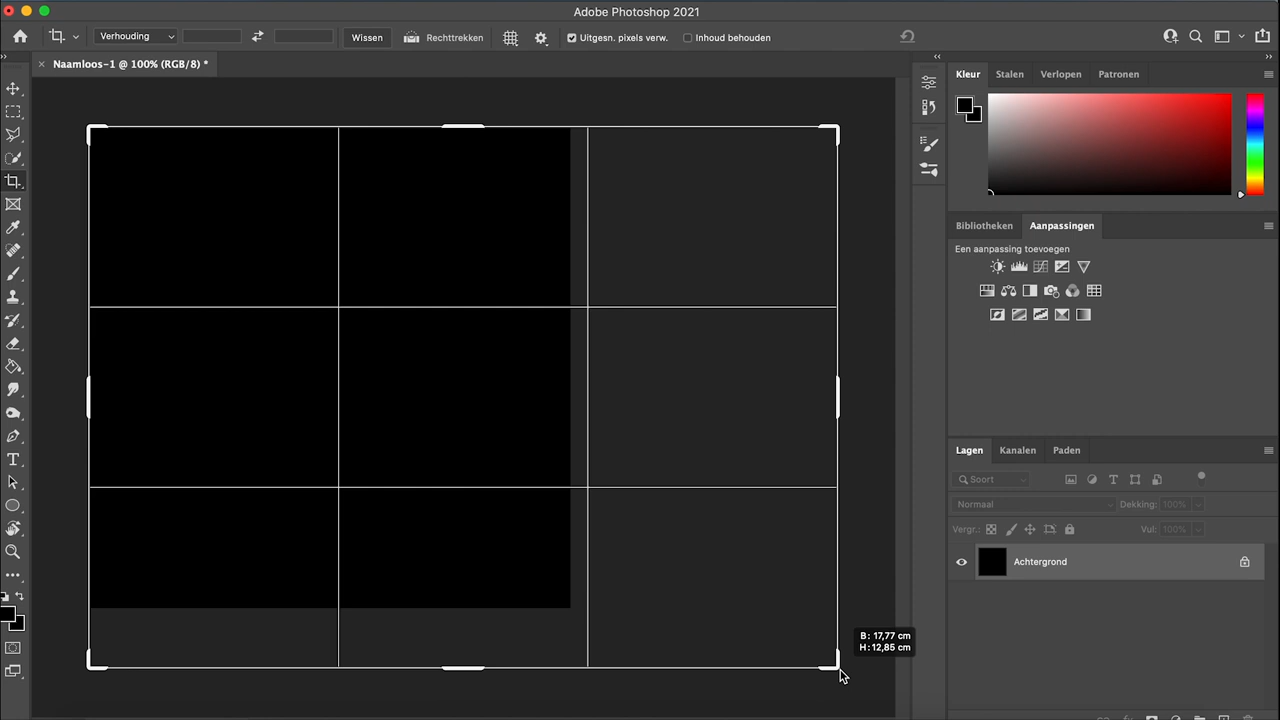 Adobe Photoshop 2021
Verhouding
Wissen
Rechttrekken
Uitgesn. pixels verw.
Inhoud behouden
Naamloos-1 @ 100% (RGB/8) *
Kleur
Stalen
Verlopen
Patronen
Bibliotheken
Aanpassingen
Een aanpassing toevoegen
B: 17,77 cm
H: 12,85 cm
Lagen
Kanalen
Paden
Soort
Normaal
Dekking: 100%
Vergr.:
Vul: 100%
Achtergrond